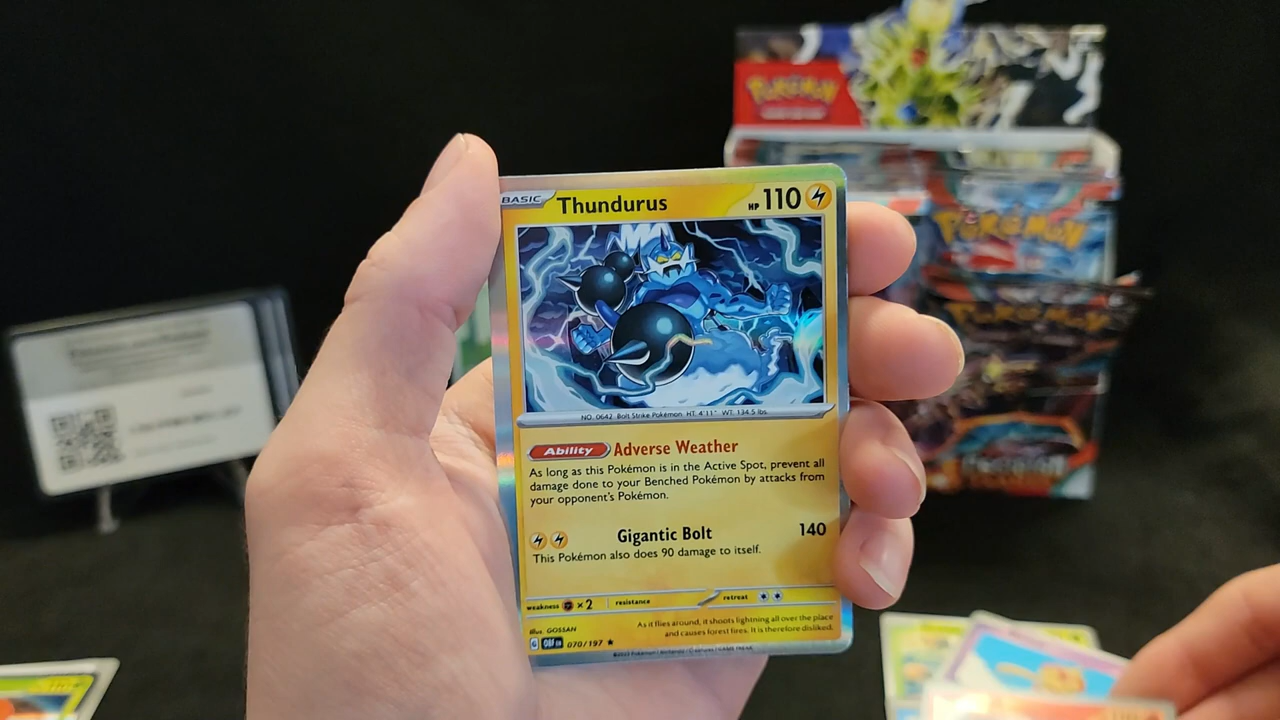 POKÉMON
POKÉMON
POKÉMON
BASIC
Thundurus
HP 110
NO. 0642 Bolt Strike Pokémon HT. 4'11" WT. 134.5 lbs.
Ability Adverse Weather
As long as this Pokémon is in the Active Spot, prevent all
damage done to your Benched Pokémon by attacks from
your opponent's Pokémon.
Gigantic Bolt 140
This Pokémon also does 90 damage to itself.
weakness ×2 resistance retreat
Illus. GOSSAN
As it flies around, it shoots lightning all over the place
and causes forest fires. It is therefore disliked.
G OBF EN 070/197 ★